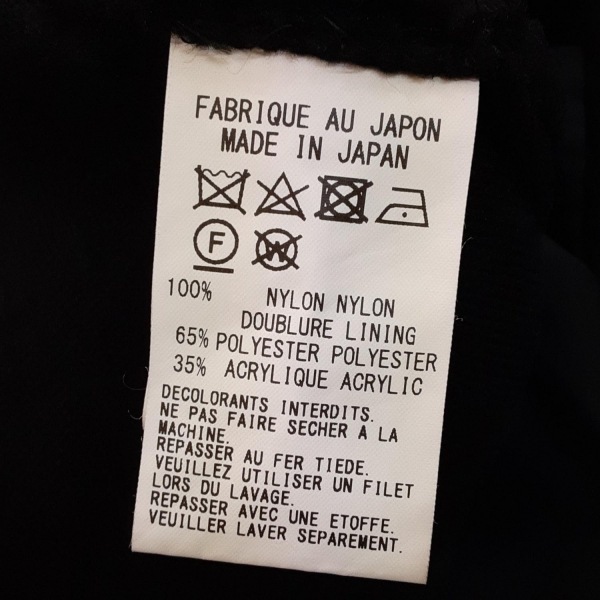 FABRIQUE AU JAPON
MADE IN JAPAN
F W
100% NYLON NYLON
DOUBLURE LINING
65% POLYESTER POLYESTER
35% ACRYLIQUE ACRYLIC
DECOLORANTS INTERDITS.
NE PAS FAIRE SECHER A LA
MACHINE.
REPASSER AU FER TIEDE.
VEUILLEZ UTILISER UN FILET
LORS DU LAVAGE.
REPASSER AVEC UNE ETOFFE.
VEUILLER LAVER SEPAREMENT.